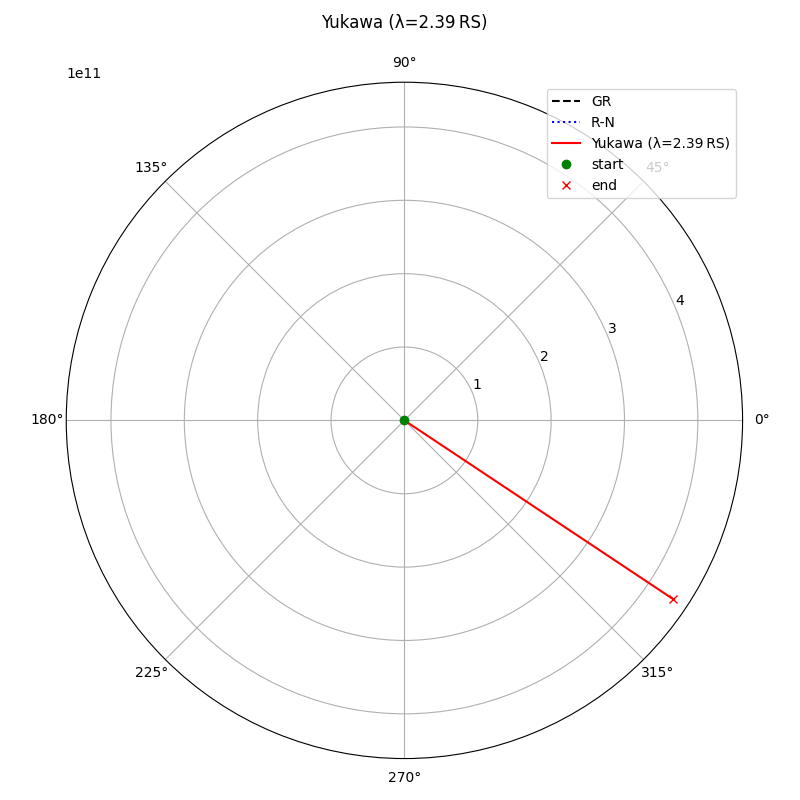 Yukawa (λ=2.39 RS)
1e11
90°
GR
R-N
Yukawa (λ=2.39 RS)
start
end
135°
45°
4
3
2
1
180°
0°
225°
315°
270°